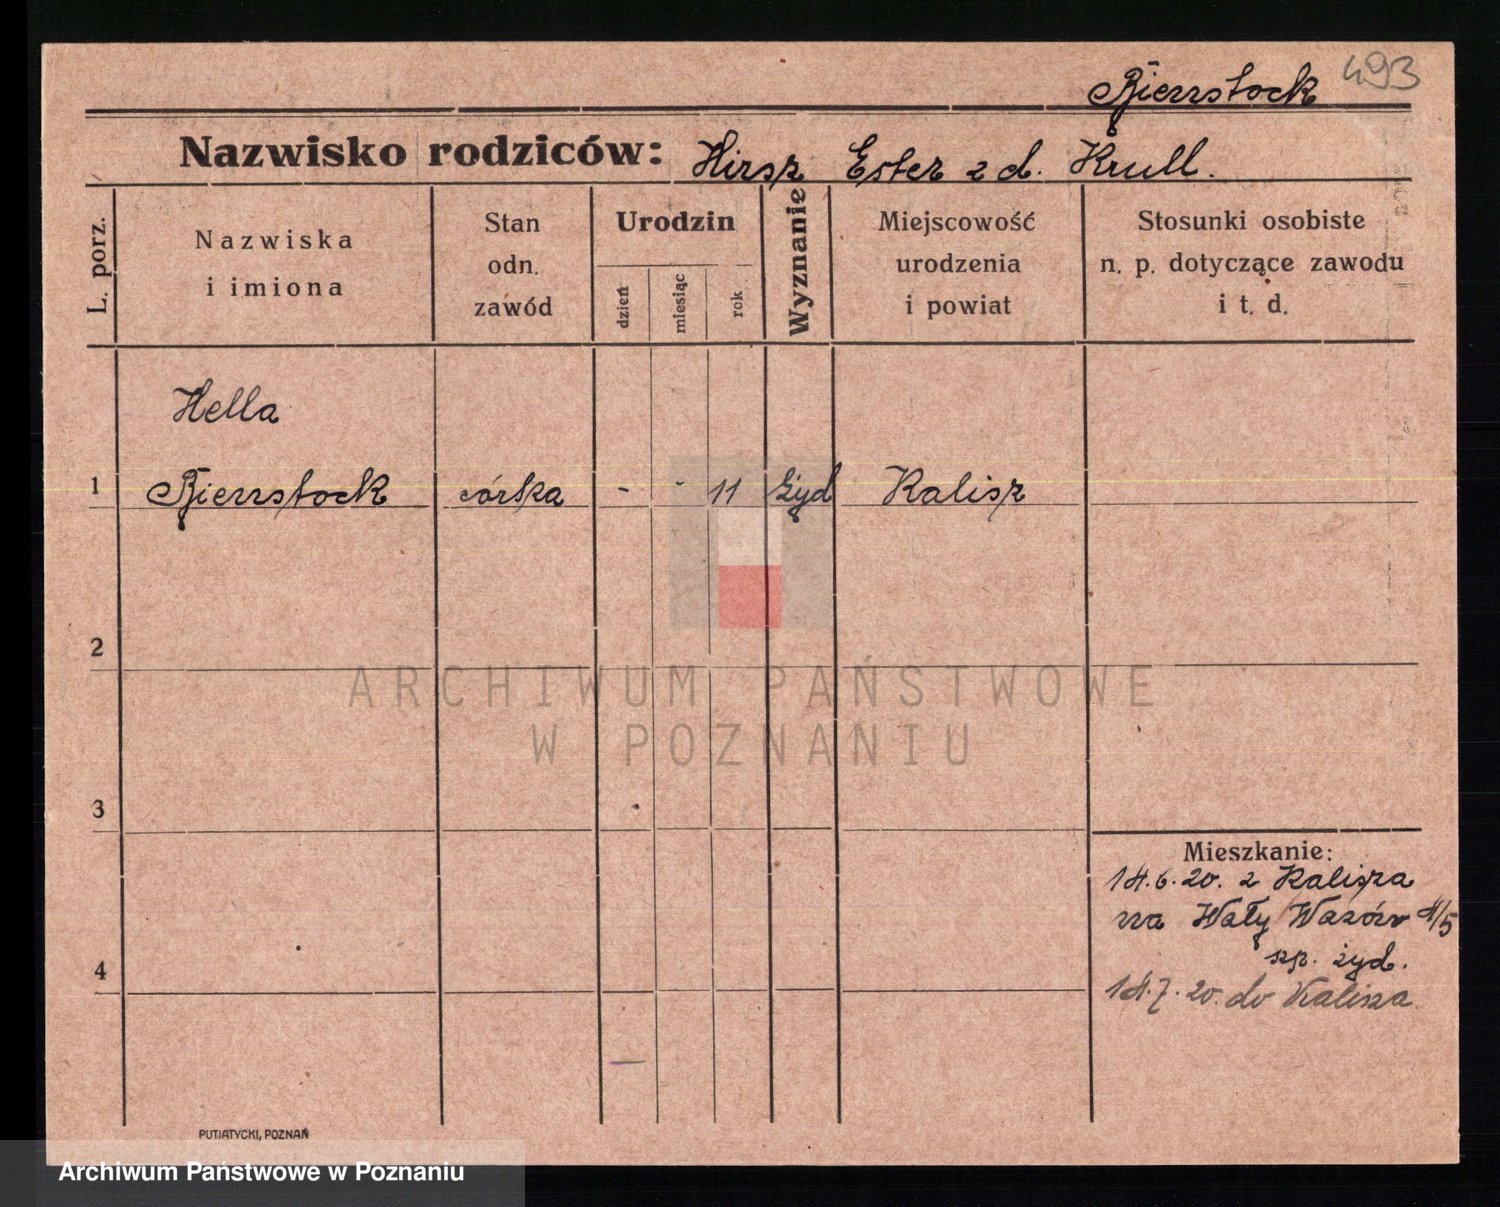 Bierrstock 493
Nazwisko rodziców: Hirsz Ester z d. Krull.
L. porz.
Nazwiska
i imiona
Stan
odn.
zawód
Urodzin
dzień
miesiąc
rok
Wyznanie
Miejscowość
urodzenia
i powiat
Stosunki osobiste
n. p. dotyczące zawodu
i t. d.
Hella
1 Bierrstock córka - - 11 żyd Kalisz
2
ARCHIWUM PAŃSTWOWE
W POZNANIU
3
Mieszkanie:
14.6.20. z Kalisza
na Wały Wazów 4/5
szp. żyd.
4
14.7.20. do Kalisza
PUTIATYCKI, POZNAŃ
Archiwum Państwowe w Poznaniu